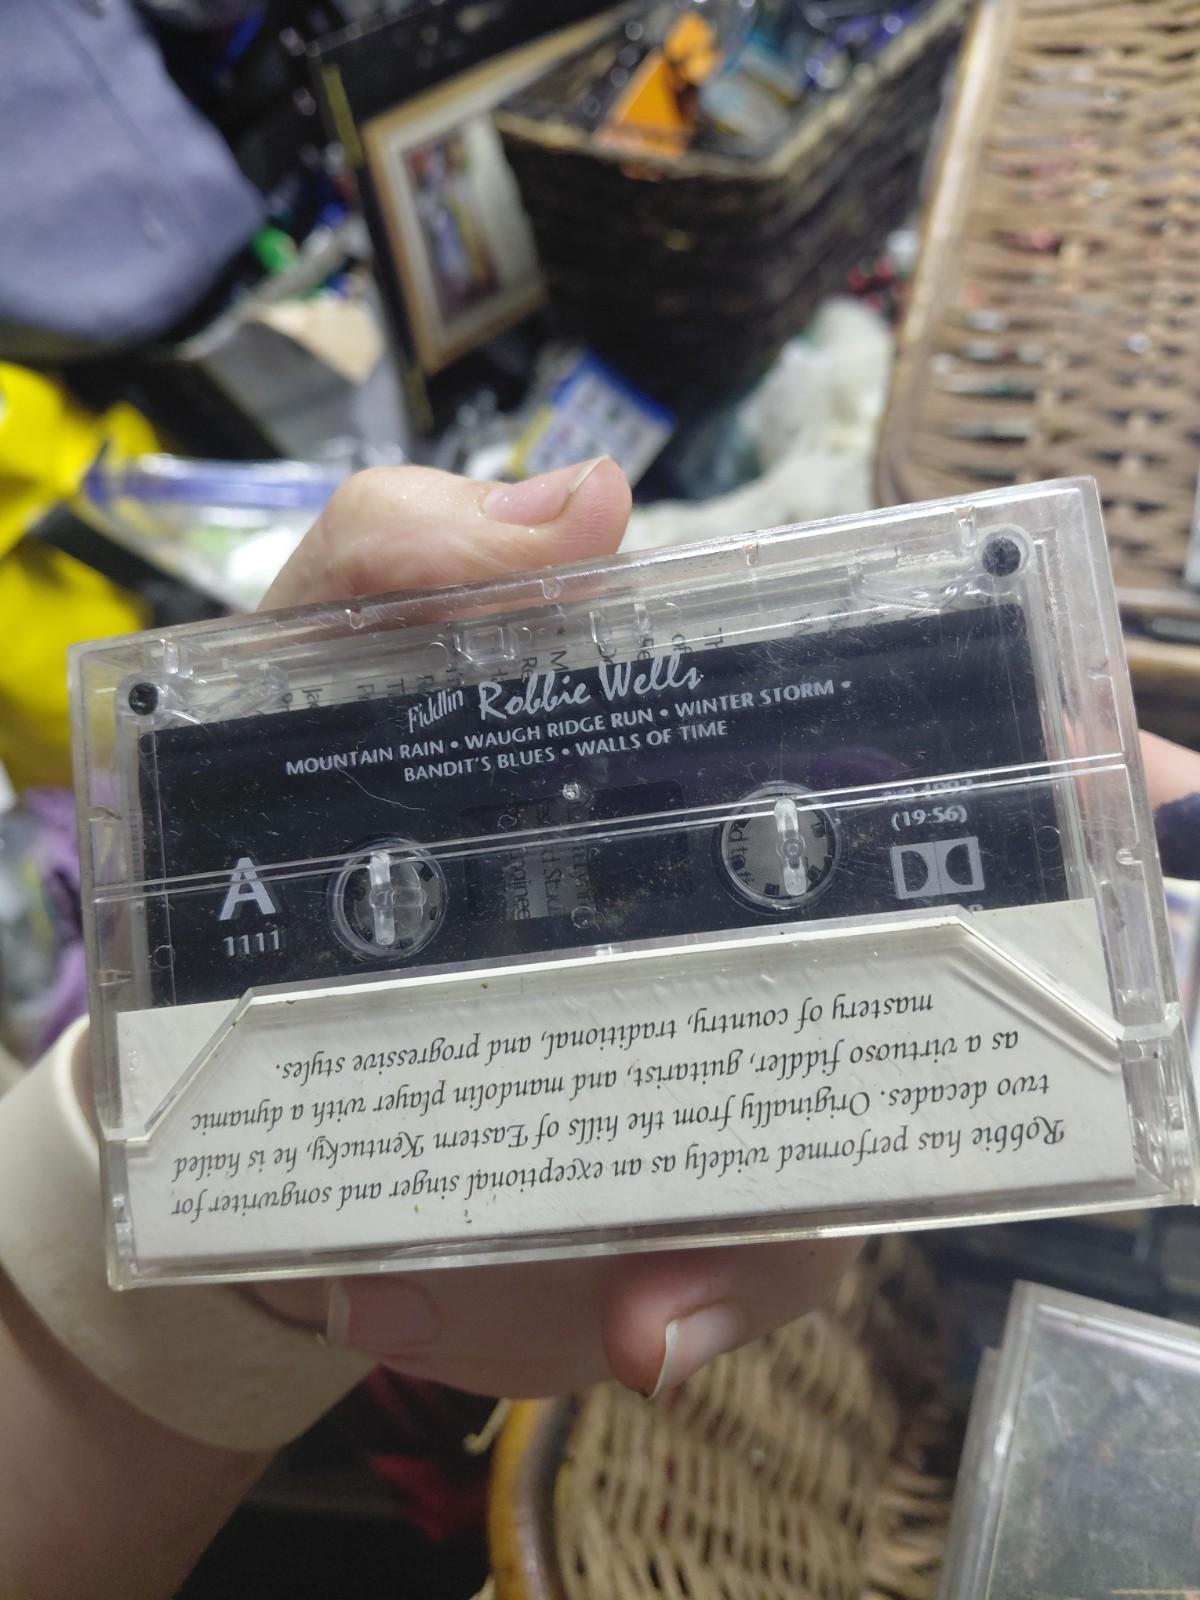 Fiddlin Robbie Wells
MOUNTAIN RAIN • WAUGH RIDGE RUN • WINTER STORM •
BANDIT'S BLUES • WALLS OF TIME
(19:56)
A
1111
Robbie has performed widely as an exceptional singer and songwriter for
two decades. Originally from the hills of Eastern Kentucky, he is hailed
as a virtuoso fiddler, guitarist, and mandolin player with a dynamic
mastery of country, traditional, and progressive styles.